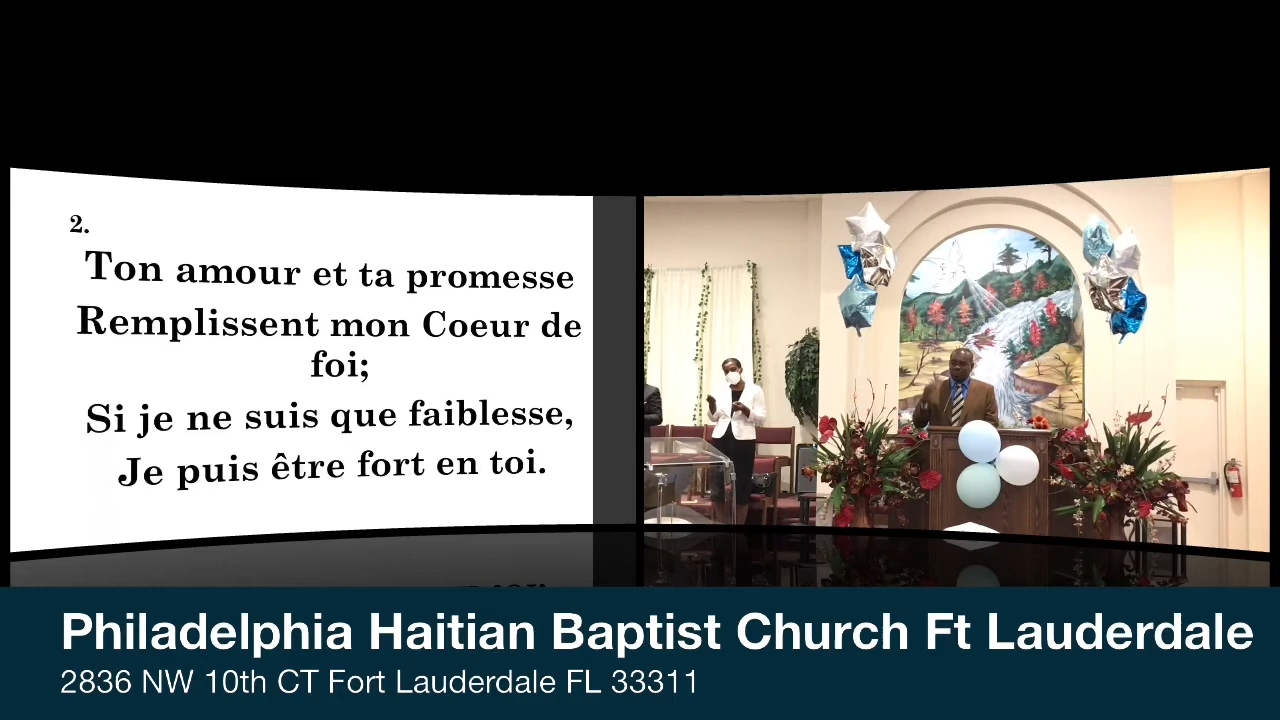 2.
Ton amour et ta promesse
Remplissent mon Coeur de
foi;
Si je ne suis que faiblesse,
Je puis être fort en toi.
Philadelphia Haitian Baptist Church Ft Lauderdale
2836 NW 10th CT Fort Lauderdale FL 33311